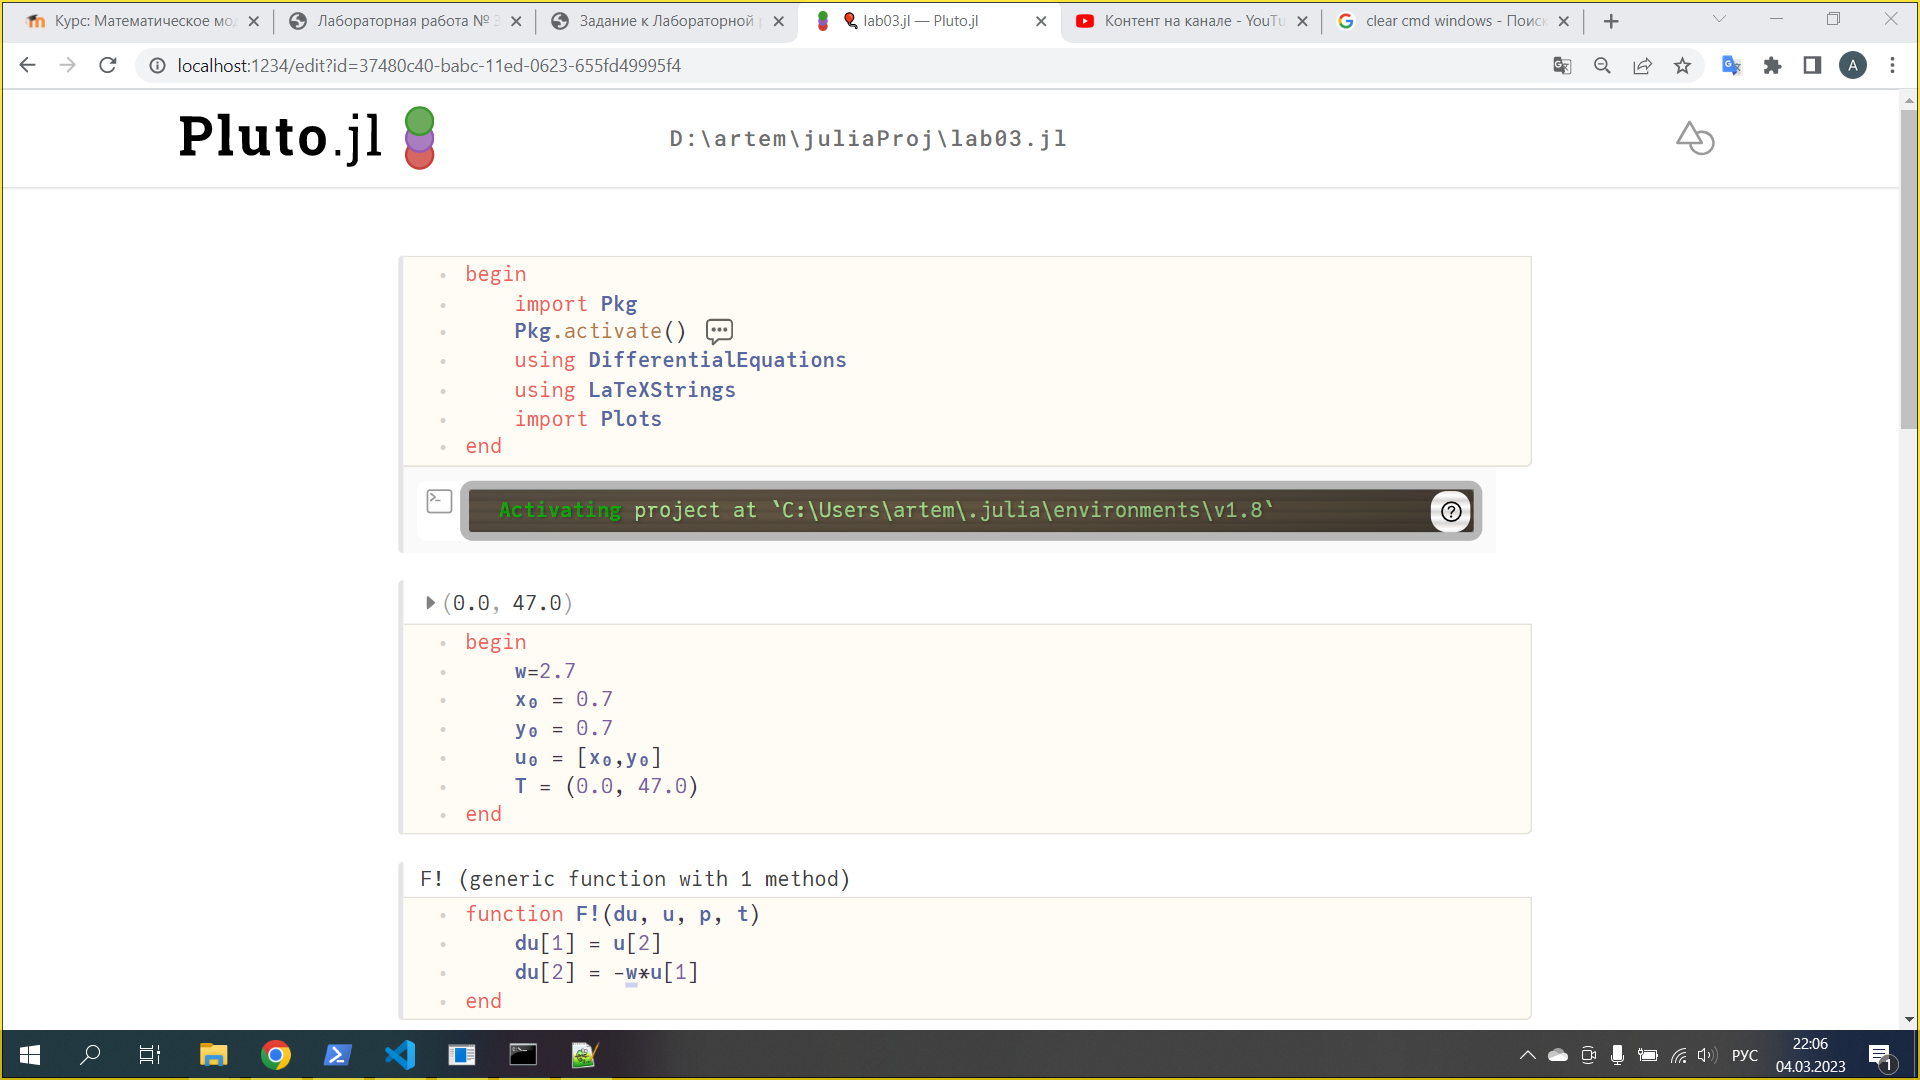 Курс: Математическое мод
Лабораторная работа № 3
Задание к Лабораторной р
lab03.jl — Pluto.jl
Контент на канале - YouTu
clear cmd windows - Поиск
localhost:1234/edit?id=37480c40-babc-11ed-0623-655fd49995f4
A
Pluto.jl
D:\artem\juliaProj\lab03.jl
begin
import Pkg
Pkg.activate()
using DifferentialEquations
using LaTeXStrings
import Plots
end
Activating project at `C:\Users\artem\.julia\environments\v1.8`
(0.0, 47.0)
begin
w=2.7
x₀ = 0.7
y₀ = 0.7
u₀ = [x₀,y₀]
T = (0.0, 47.0)
end
F! (generic function with 1 method)
function F!(du, u, p, t)
du[1] = u[2]
du[2] = -w*u[1]
end
РУС
22:06
04.03.2023
1